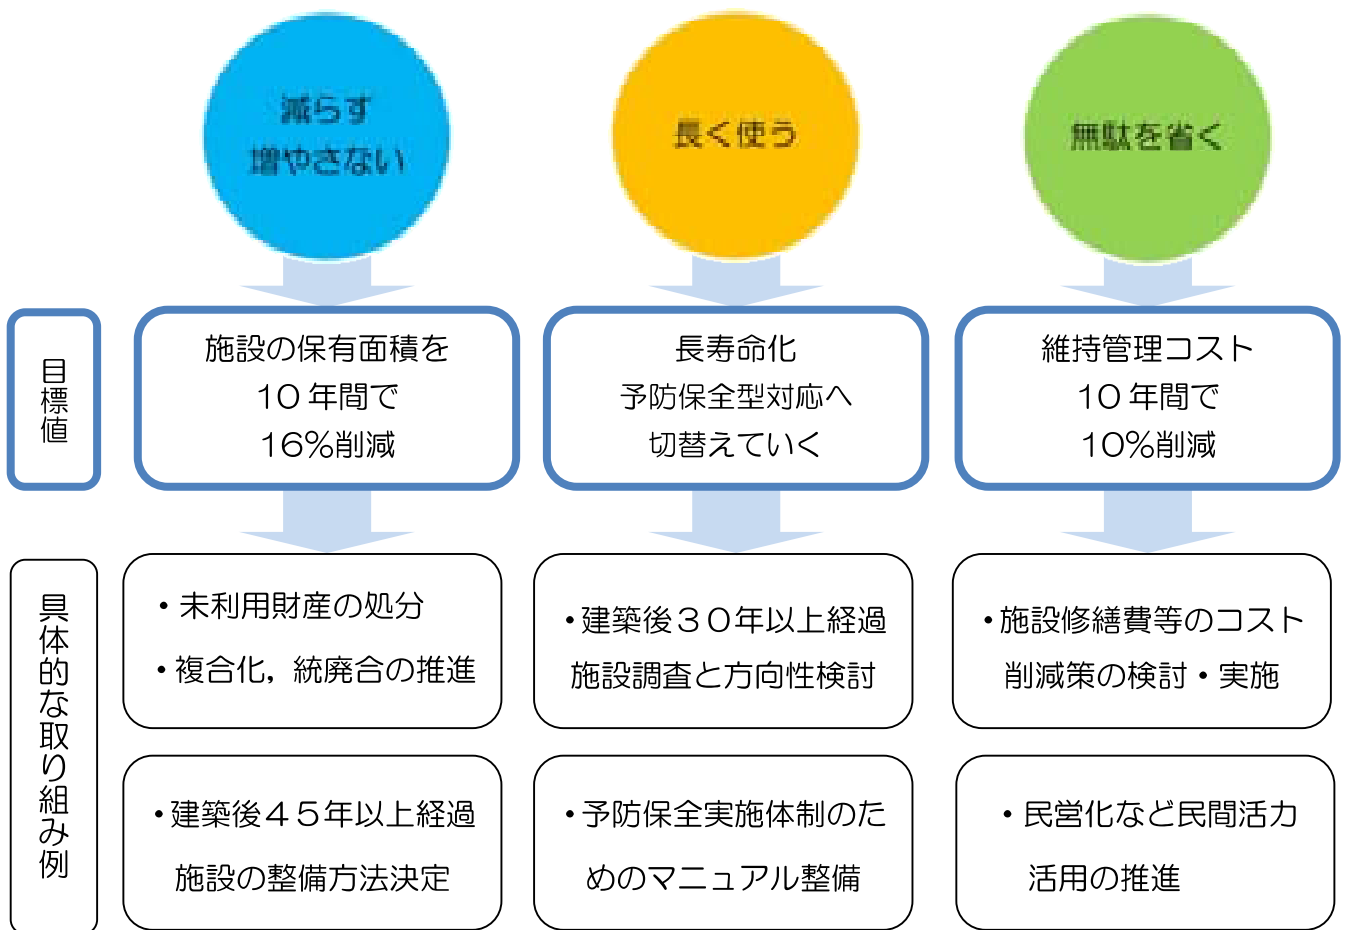 減らず
増やさない
長く使う
無駄を省く
目標値
施設の保有面積を
10年間で
16%削減
長寿命化
予防保全型対応へ
切替えていく
維持管理コスト
10年間で
10%削減
具体的な取り組み例
・未利用財産の処分
・複合化，統廃合の推進
・建築後３０年以上経過
施設調査と方向性検討
・施設修繕費等のコスト
削減策の検討・実施
・建築後４５年以上経過
施設の整備方法決定
・予防保全実施体制のた
めのマニュアル整備
・民営化など民間活力
活用の推進